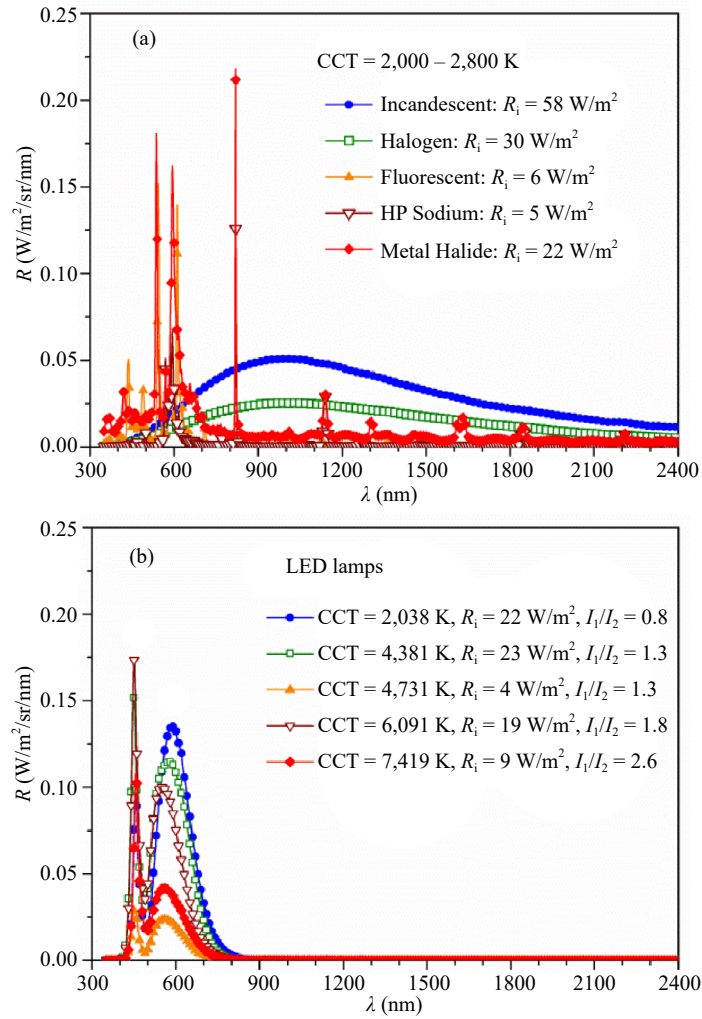 0.25
(a)
CCT = 2,000 – 2,800 K
0.20
Incandescent: Rᵢ = 58 W/m²
Halogen: Rᵢ = 30 W/m²
0.15
Fluorescent: Rᵢ = 6 W/m²
HP Sodium: Rᵢ = 5 W/m²
Metal Halide: Rᵢ = 22 W/m²
0.10
R (W/m²/sr/nm)
0.05
0.00
300 600 900 1200 1500 1800 2100 2400
λ (nm)
0.25
(b)
LED lamps
0.20
CCT = 2,038 K, Rᵢ = 22 W/m², I₁/I₂ = 0.8
CCT = 4,381 K, Rᵢ = 23 W/m², I₁/I₂ = 1.3
0.15
CCT = 4,731 K, Rᵢ = 4 W/m², I₁/I₂ = 1.3
CCT = 6,091 K, Rᵢ = 19 W/m², I₁/I₂ = 1.8
CCT = 7,419 K, Rᵢ = 9 W/m², I₁/I₂ = 2.6
0.10
R (W/m²/sr/nm)
0.05
0.00
300 600 900 1200 1500 1800 2100 2400
λ (nm)